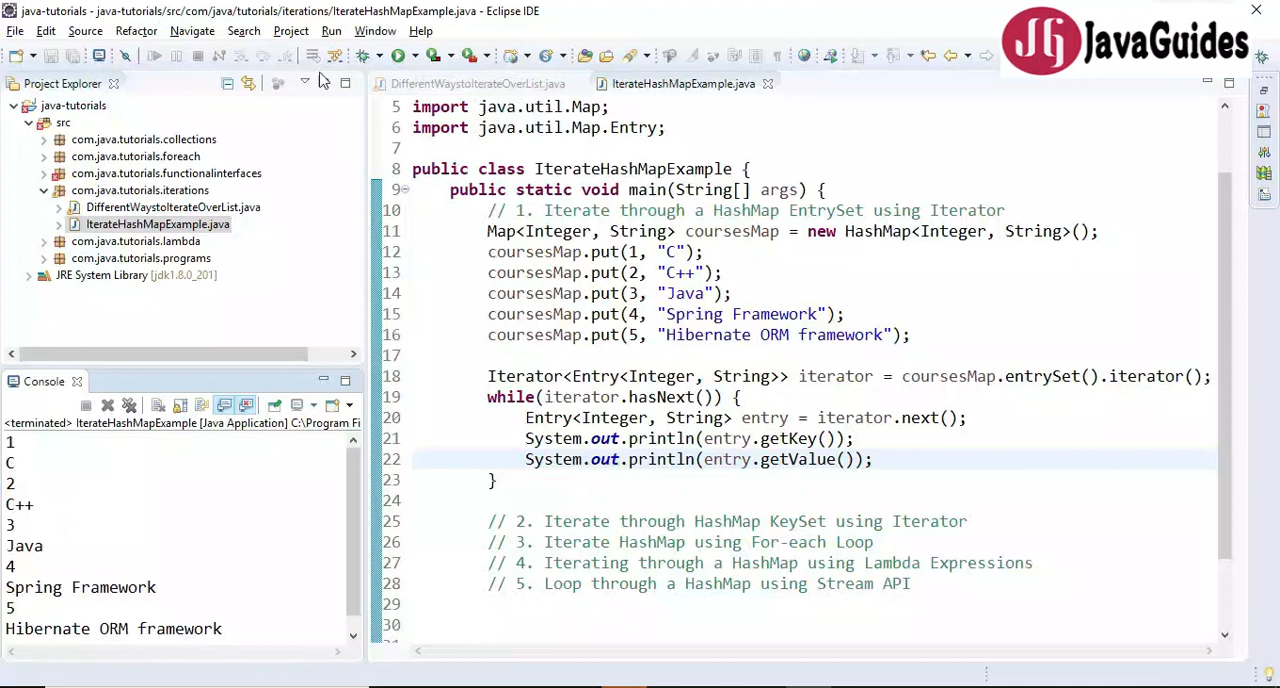 java-tutorials - java-tutorials/src/com/java/tutorials/iterations/IterateHashMapExample.java - Eclipse IDE
File Edit Source Refactor Navigate Search Project Run Window Help
JG JavaGuides
Project Explorer
java-tutorials
src
com.java.tutorials.collections
com.java.tutorials.foreach
com.java.tutorials.functionalinterfaces
com.java.tutorials.iterations
DifferentWaystoIterateOverList.java
IterateHashMapExample.java
com.java.tutorials.lambda
com.java.tutorials.programs
JRE System Library [jdk1.8.0_201]
Console
<terminated> IterateHashMapExample [Java Application] C:\Program Fi
1
C
2
C++
3
Java
4
Spring Framework
5
Hibernate ORM framework
DifferentWaystoIterateOverList.java IterateHashMapExample.java
5 import java.util.Map;
6 import java.util.Map.Entry;
7
8 public class IterateHashMapExample {
9 public static void main(String[] args) {
10 // 1. Iterate through a HashMap EntrySet using Iterator
11 Map<Integer, String> coursesMap = new HashMap<Integer, String>();
12 coursesMap.put(1, "C");
13 coursesMap.put(2, "C++");
14 coursesMap.put(3, "Java");
15 coursesMap.put(4, "Spring Framework");
16 coursesMap.put(5, "Hibernate ORM framework");
17
18 Iterator<Entry<Integer, String>> iterator = coursesMap.entrySet().iterator();
19 while(iterator.hasNext()) {
20 Entry<Integer, String> entry = iterator.next();
21 System.out.println(entry.getKey());
22 System.out.println(entry.getValue());
23 }
24
25 // 2. Iterate through HashMap KeySet using Iterator
26 // 3. Iterate HashMap using For-each Loop
27 // 4. Iterating through a HashMap using Lambda Expressions
28 // 5. Loop through a HashMap using Stream API
29
30